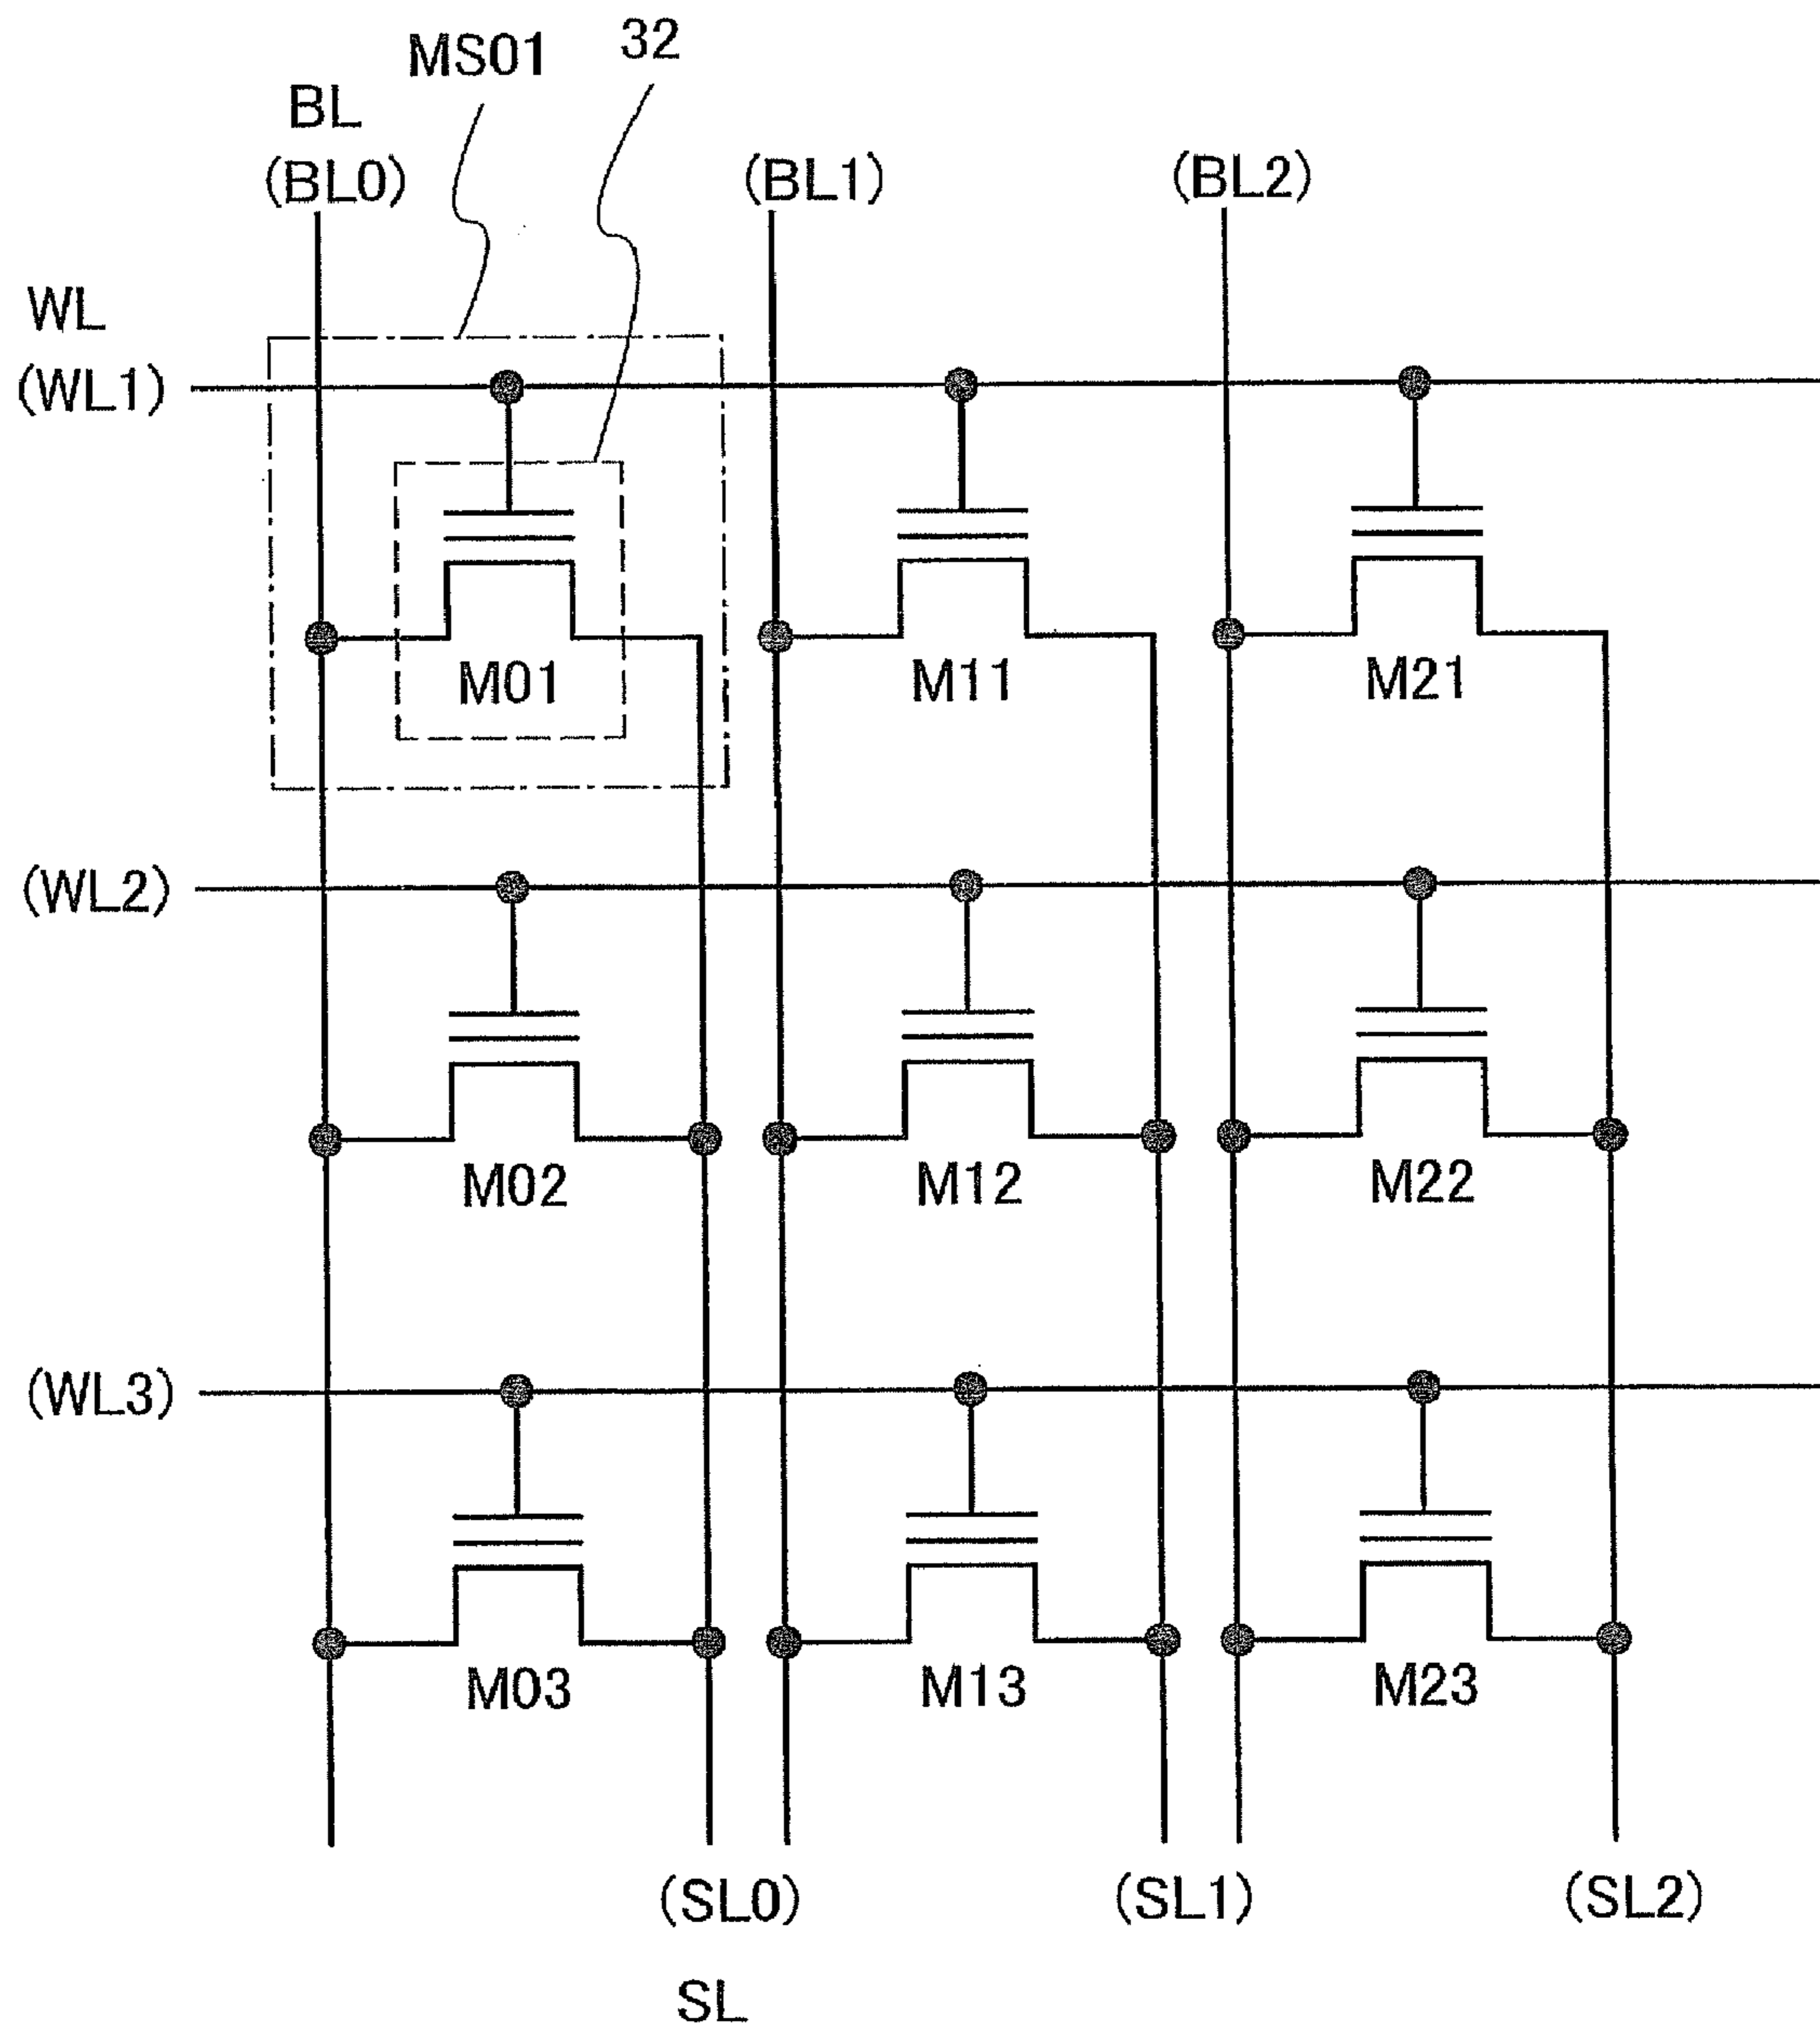 MS01
32
BL
(BL0)
(BL1)
(BL2)
WL
(WL1)
M01
M11
M21
(WL2)
M02
M12
M22
(WL3)
M03
M13
M23
(SL0)
(SL1)
(SL2)
SL